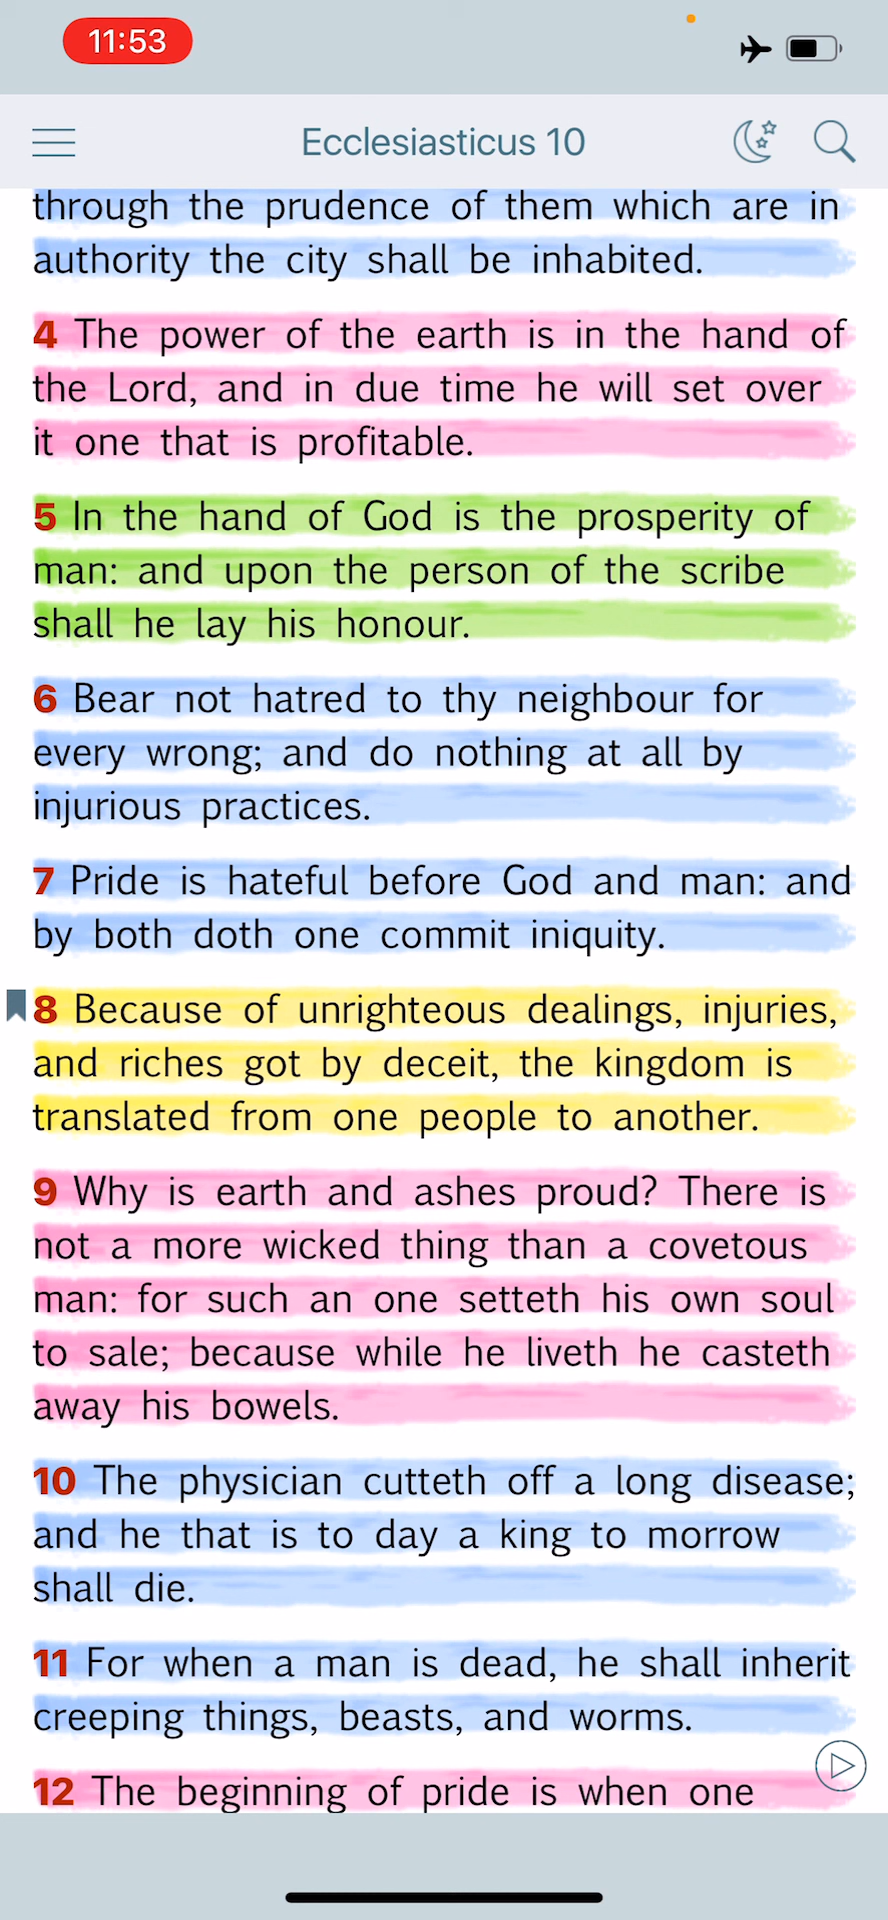 11:53
Ecclesiasticus 10
through the prudence of them which are in
authority the city shall be inhabited.
4 The power of the earth is in the hand of
the Lord, and in due time he will set over
it one that is profitable.
5 In the hand of God is the prosperity of
man: and upon the person of the scribe
shall he lay his honour.
6 Bear not hatred to thy neighbour for
every wrong; and do nothing at all by
injurious practices.
7 Pride is hateful before God and man: and
by both doth one commit iniquity.
8 Because of unrighteous dealings, injuries,
and riches got by deceit, the kingdom is
translated from one people to another.
9 Why is earth and ashes proud? There is
not a more wicked thing than a covetous
man: for such an one setteth his own soul
to sale; because while he liveth he casteth
away his bowels.
10 The physician cutteth off a long disease;
and he that is to day a king to morrow
shall die.
11 For when a man is dead, he shall inherit
creeping things, beasts, and worms.
12 The beginning of pride is when one